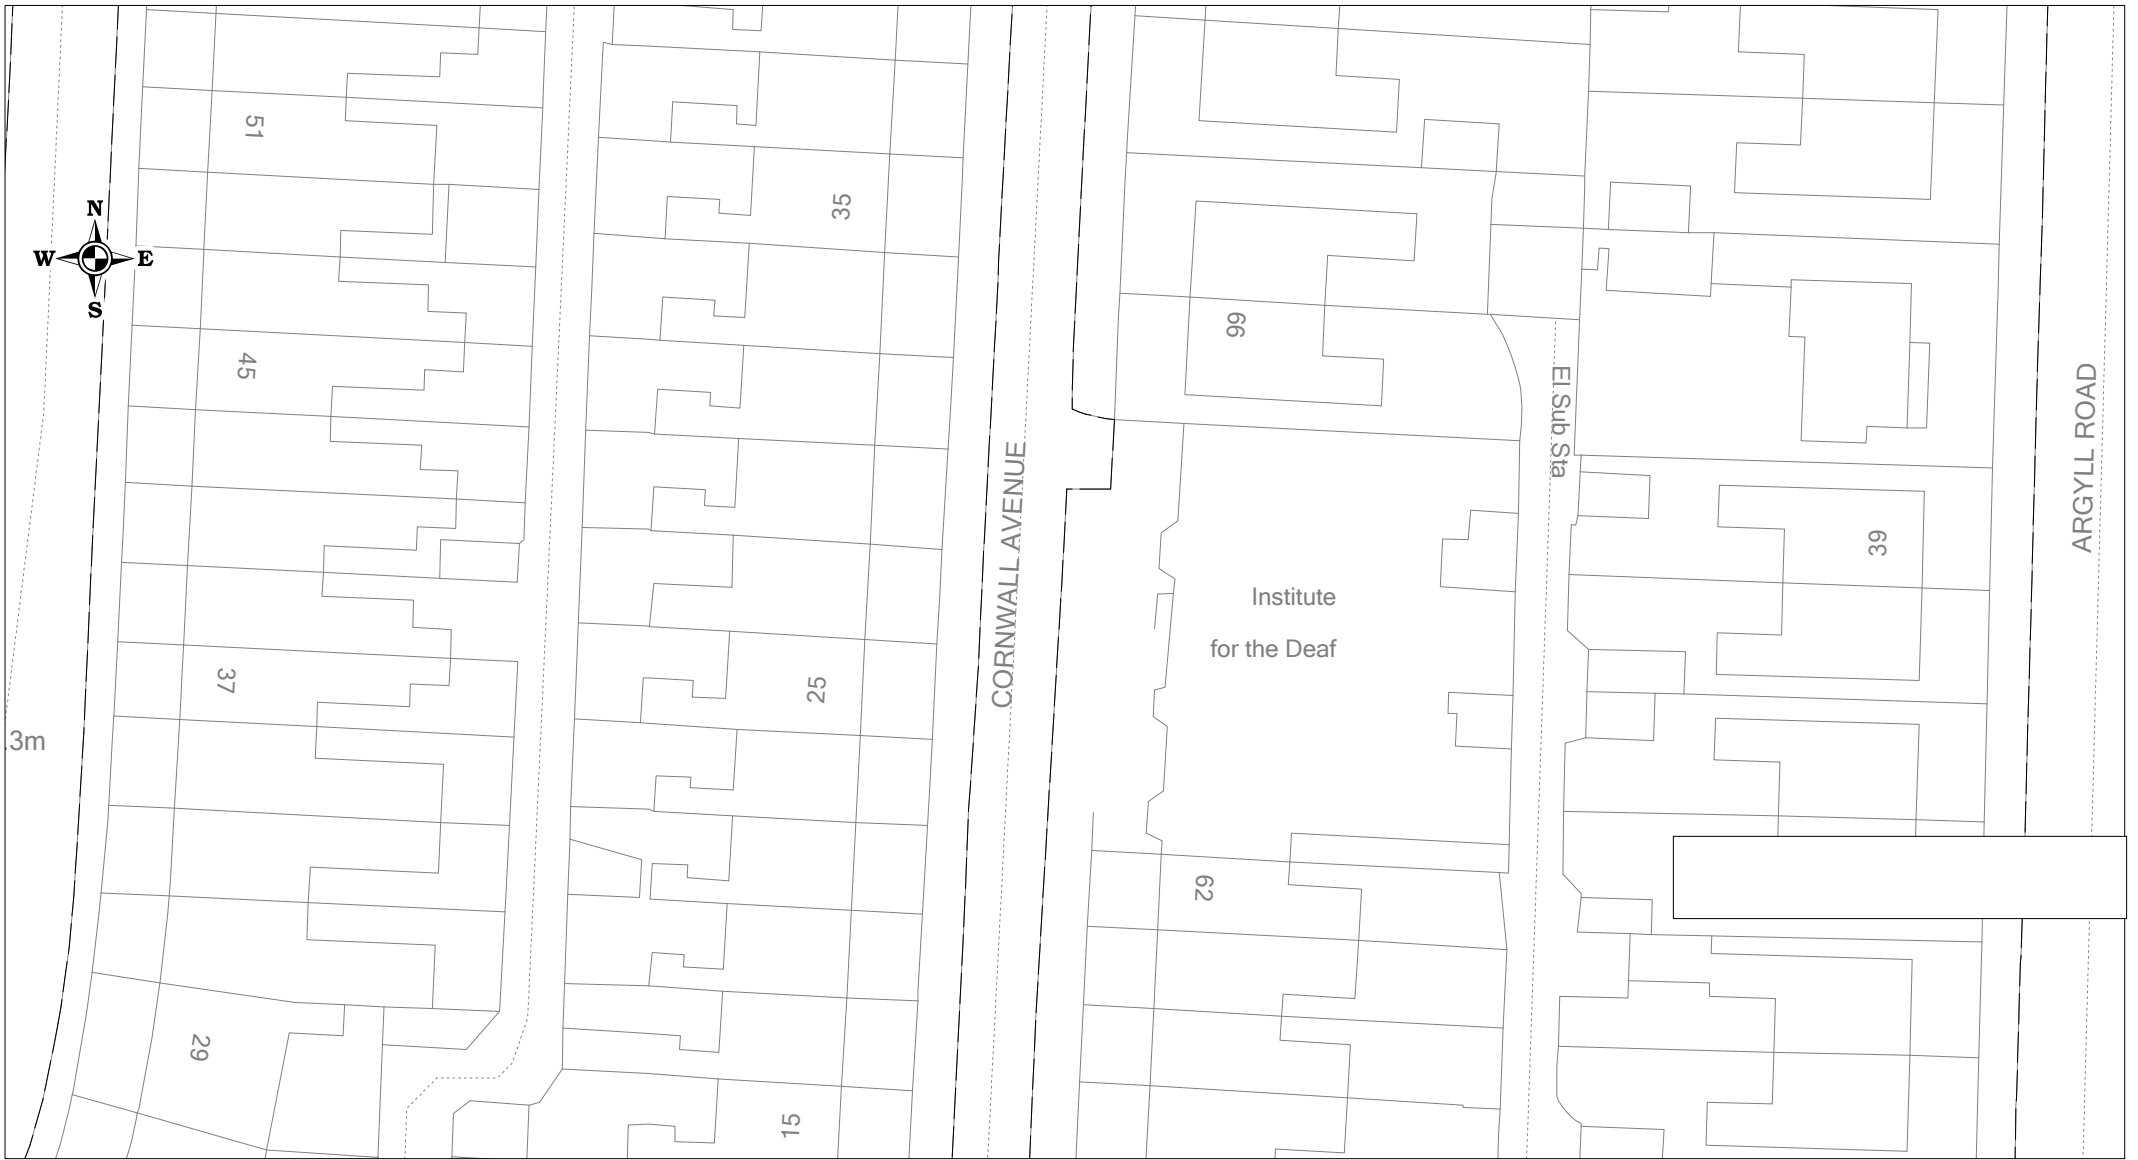 51
35
N
W E
S
66
45
El Sub Sta
ARGYLL ROAD
CORNWALL AVENUE
39
Institute
for the Deaf
37
25
.3m
62
29
15